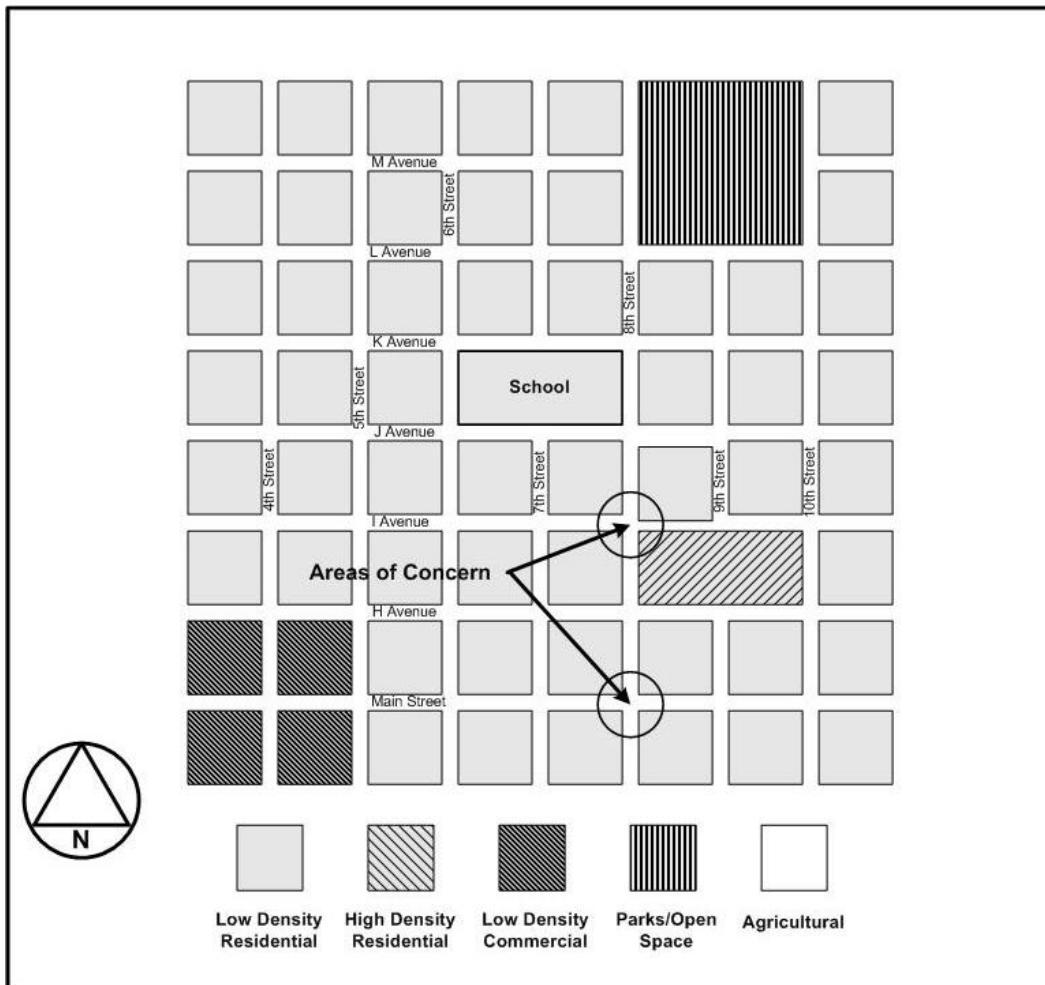 M Avenue
6th Street
L Avenue
8th Street
K Avenue
School
5th Street
J Avenue
4th Street
7th Street
9th Street
10th Street
I Avenue
Areas of Concern
H Avenue
Main Street
N
Low Density
Residential
High Density
Residential
Low Density
Commercial
Parks/Open
Space
Agricultural